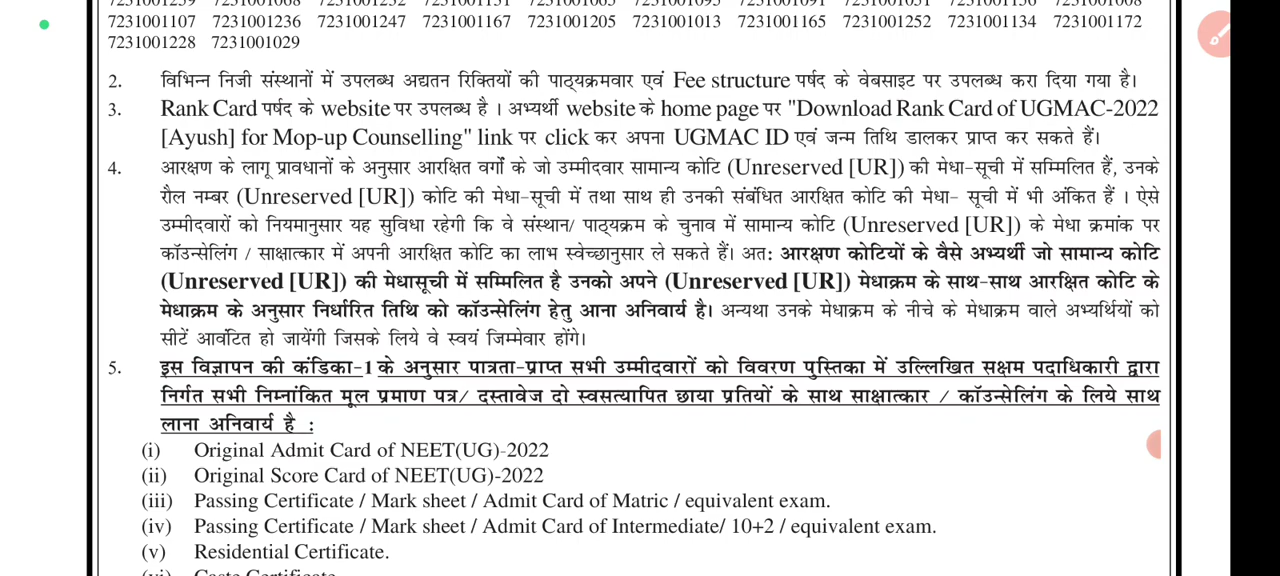 7231001107 7231001236 7231001247 7231001167 7231001205 7231001013 7231001165 7231001252 7231001134 7231001172
7231001228 7231001029
2. विभिन्न निजी संस्थानों में उपलब्ध अद्यतन रिक्तियों की पाठ्यक्रमवार एवं Fee structure पर्षद के वेबसाइट पर उपलब्ध करा दिया गया है।
3. Rank Card पर्षद के website पर उपलब्ध है । अभ्यर्थी website के home page पर "Download Rank Card of UGMAC-2022
[Ayush] for Mop-up Counselling" link पर click कर अपना UGMAC ID एवं जन्म तिथि डालकर प्राप्त कर सकते हैं।
4. आरक्षण के लागू प्रावधानों के अनुसार आरक्षित वर्गों के जो उम्मीदवार सामान्य कोटि (Unreserved [UR]) की मेधा-सूची में सम्मिलित हैं, उनके
रौल नम्बर (Unreserved [UR]) कोटि की मेधा-सूची में तथा साथ ही उनकी संबंधित आरक्षित कोटि की मेधा- सूची में भी अंकित हैं । ऐसे
उम्मीदवारों को नियमानुसार यह सुविधा रहेगी कि वे संस्थान/ पाठ्यक्रम के चुनाव में सामान्य कोटि (Unreserved [UR]) के मेधा क्रमांक पर
कॉउन्सेलिंग / साक्षात्कार में अपनी आरक्षित कोटि का लाभ स्वेच्छानुसार ले सकते हैं। अतः आरक्षण कोटियों के वैसे अभ्यर्थी जो सामान्य कोटि
(Unreserved [UR]) की मेधासूची में सम्मिलित है उनको अपने (Unreserved [UR]) मेधाक्रम के साथ-साथ आरक्षित कोटि के
मेधाक्रम के अनुसार निर्धारित तिथि को कॉउन्सेलिंग हेतु आना अनिवार्य है। अन्यथा उनके मेधाक्रम के नीचे के मेधाक्रम वाले अभ्यर्थियों को
सीटें आवंटित हो जायेंगी जिसके लिये वे स्वयं जिम्मेवार होंगे।
5. इस विज्ञापन की कंडिका-1 के अनुसार पात्रता-प्राप्त सभी उम्मीदवारों को विवरण पुस्तिका में उल्लिखित सक्षम पदाधिकारी द्वारा
निर्गत सभी निम्नांकित मूल प्रमाण पत्र/ दस्तावेज दो स्वसत्यापित छाया प्रतियों के साथ साक्षात्कार / कॉउन्सेलिंग के लिये साथ
लाना अनिवार्य है :
(i) Original Admit Card of NEET(UG)-2022
(ii) Original Score Card of NEET(UG)-2022
(iii) Passing Certificate / Mark sheet / Admit Card of Matric / equivalent exam.
(iv) Passing Certificate / Mark sheet / Admit Card of Intermediate/ 10+2 / equivalent exam.
(v) Residential Certificate.